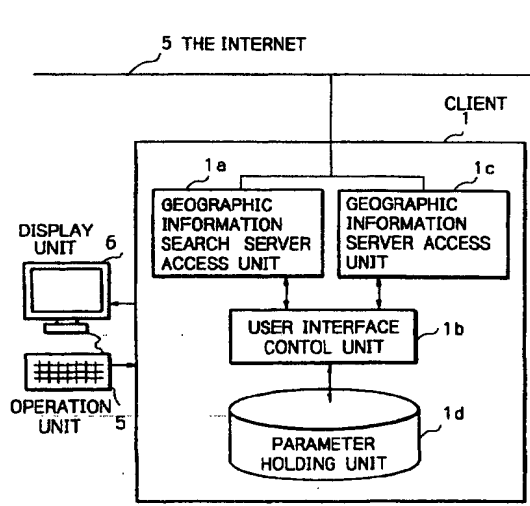 5 THE INTERNET
CLIENT
1
1a
1c
GEOGRAPHIC
INFORMATION
SEARCH SERVER
ACCESS UNIT
GEOGRAPHIC
INFORMATION
SERVER ACCESS
UNIT
DISPLAY
UNIT
6
USER INTERFACE
CONTOL UNIT
1b
OPERATION
UNIT
5
1d
PARAMETER
HOLDING UNIT